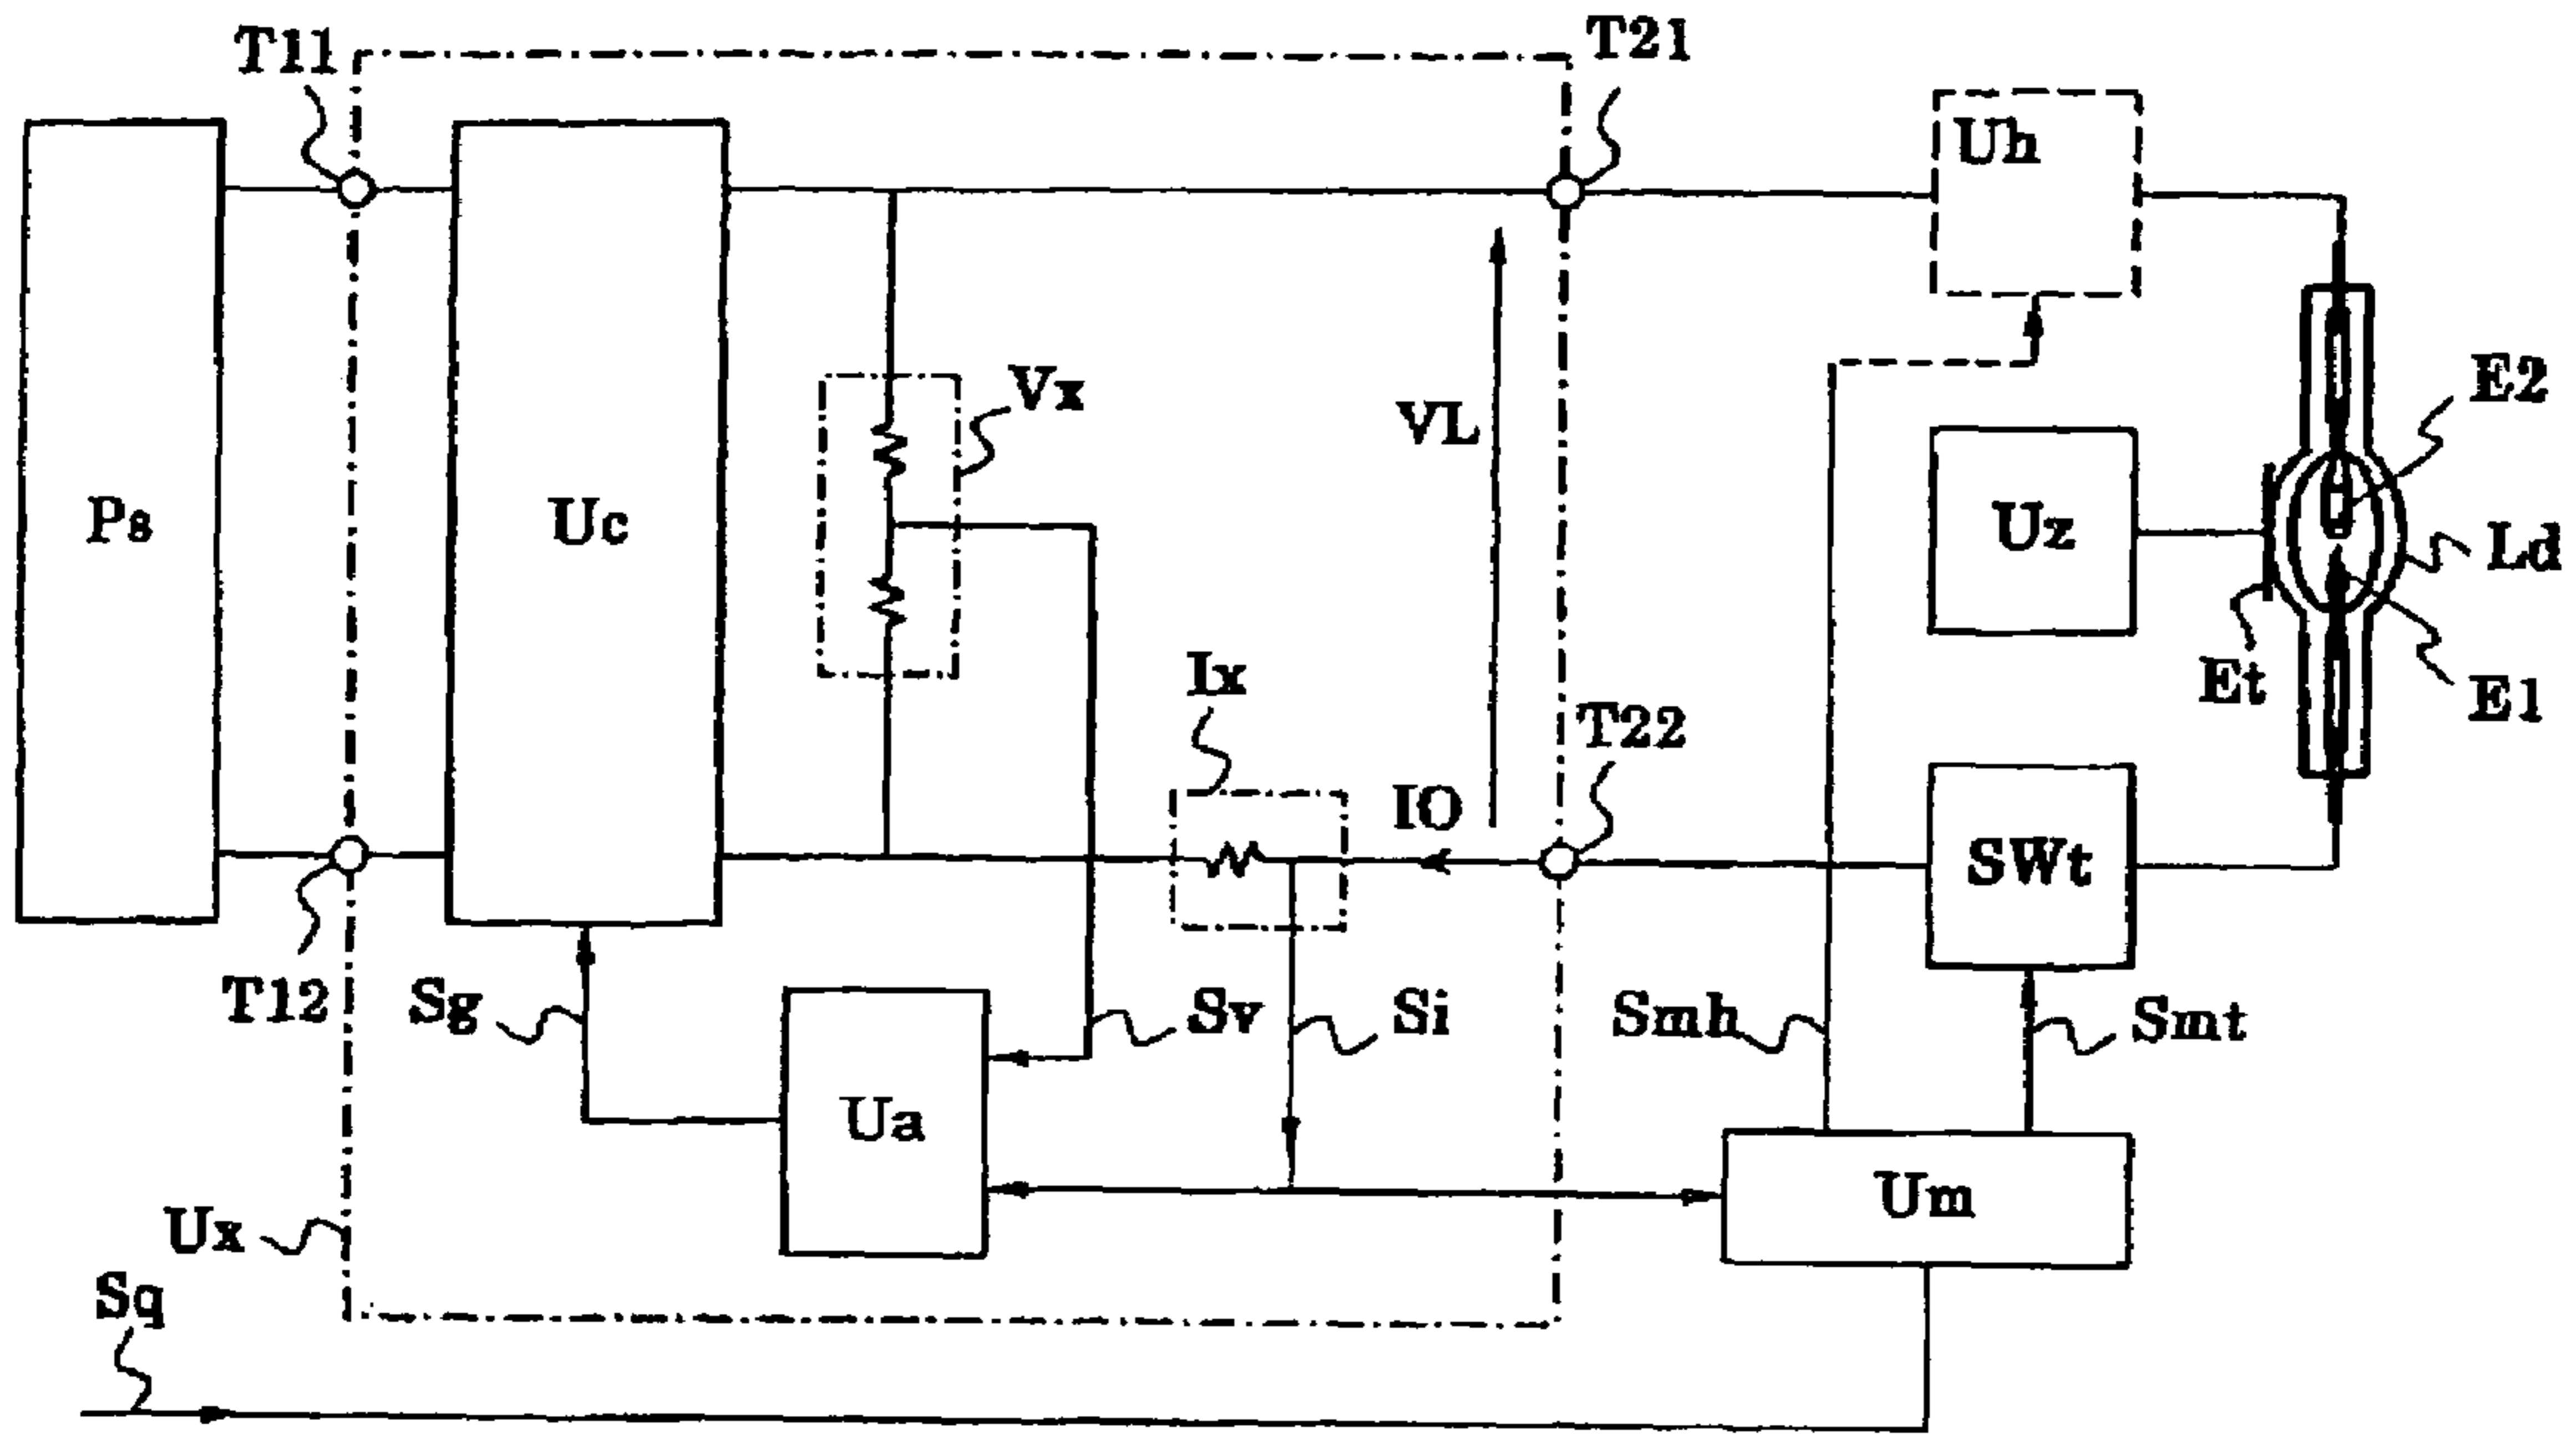 T11
T21
Uh
Vx
VL
E2
Ps
Uc
Uz
Ld
Ix
Et
E1
T22
IO
SWt
T12
Sg
Sv
Si
Smh
Smt
Ua
Um
Ux
Sq